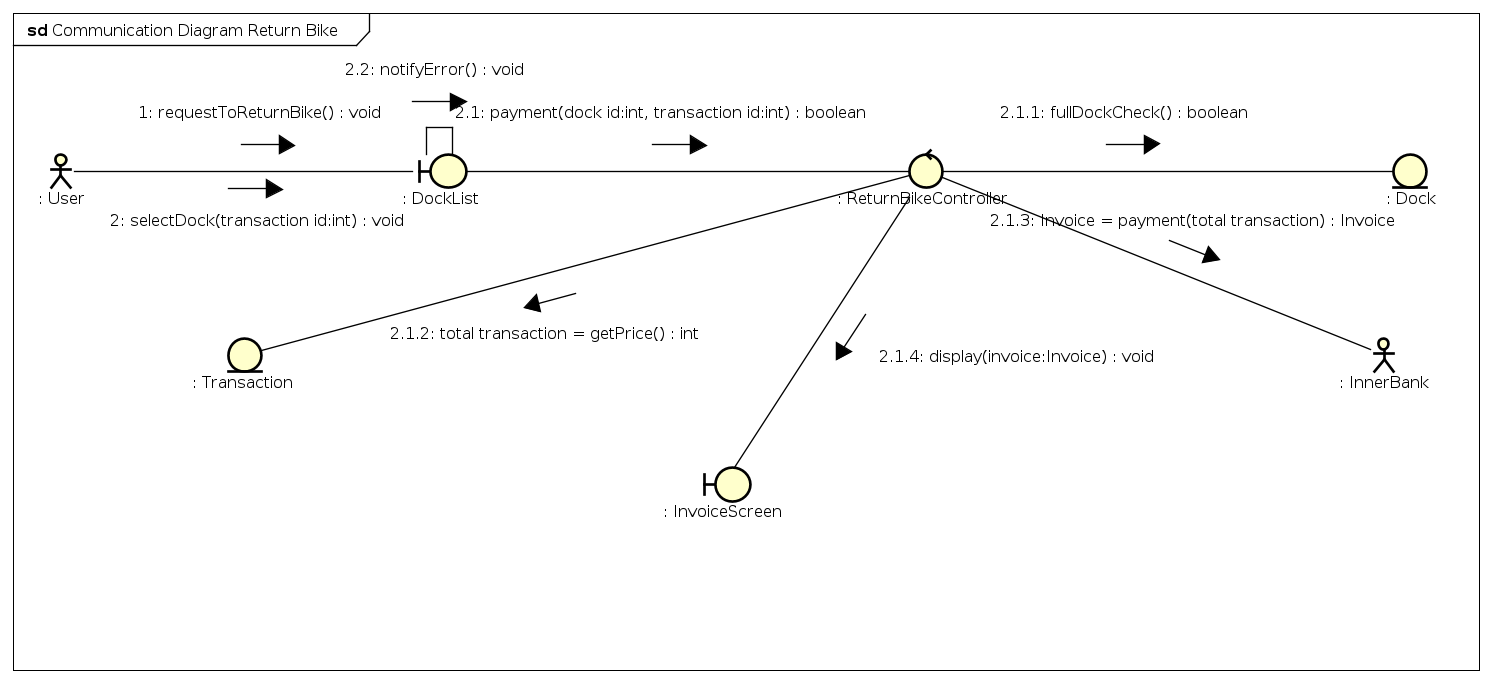 sd Communication Diagram Return Bike
2.2: notifyError() : void
1: requestToReturnBike() : void
2.1: payment(dock id:int, transaction id:int) : boolean
2.1.1: fullDockCheck() : boolean
: User
: DockList
: ReturnBikeController
: Dock
2: selectDock(transaction id:int) : void
2.1.3: Invoice = payment(total transaction) : Invoice
2.1.2: total transaction = getPrice() : int
2.1.4: display(invoice:Invoice) : void
: Transaction
: InnerBank
: InvoiceScreen